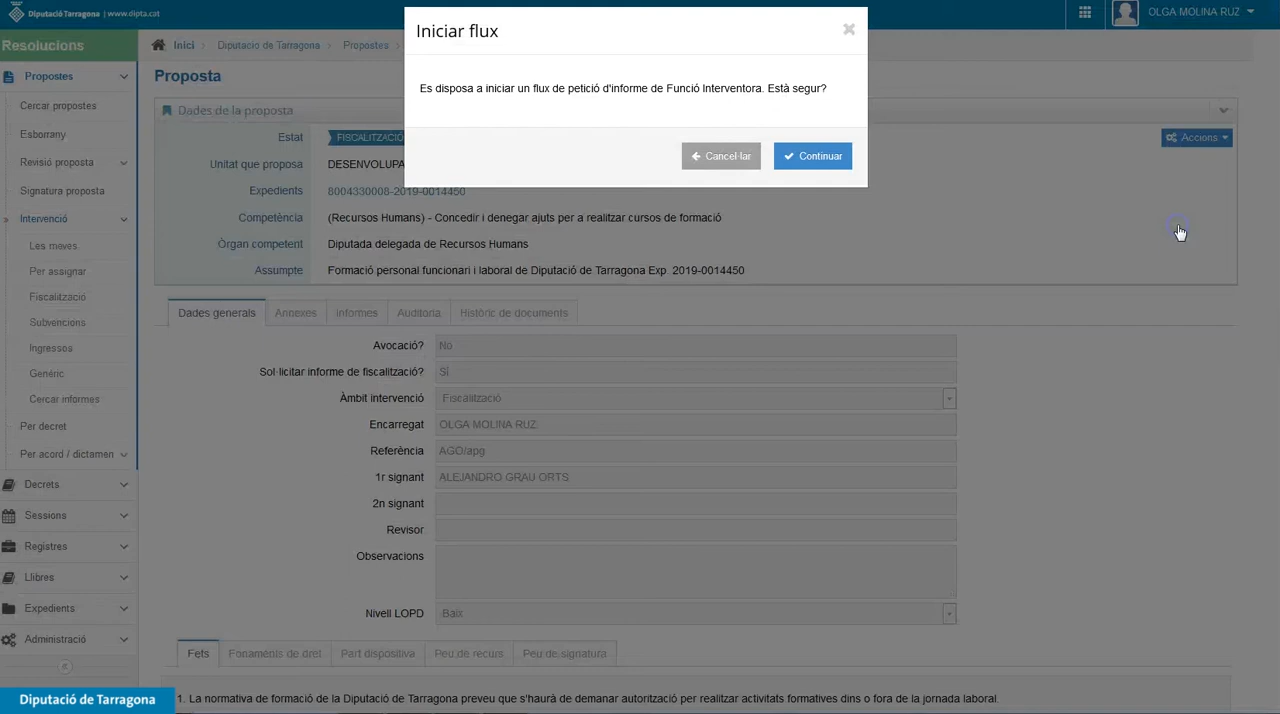 Diputació Tarragona | www.dipta.cat
OLGA MOLINA RUZ
Resolucions
Inici
Diputacio de Tarragona
Propostes
Iniciar flux
Es disposa a iniciar un flux de petició d'informe de Funció Interventora. Està segur?
Cancel·lar
Continuar
Propostes
Cercar propostes
Esborrany
Revisió proposta
Signatura proposta
Intervenció
Les meves
Per assignar
Fiscalització
Subvencions
Ingressos
Genèric
Cercar informes
Per decret
Per acord / dictamen
Decrets
Sessions
Registres
Llibres
Expedients
Administració
Proposta
Dades de la proposta
Accions
Estat FISCALITZACIÓ
Unitat que proposa DESENVOLUPA
Expedients 8004330008-2019-0014450
Competència (Recursos Humans) - Concedir i denegar ajuts per a realitzar cursos de formació
Òrgan competent Diputada delegada de Recursos Humans
Assumpte Formació personal funcionari i laboral de Diputació de Tarragona Exp. 2019-0014450
Dades generals Annexes Informes Auditoria Històric de documents
Avocació? No
Sol·licitar informe de fiscalització? Sí
Àmbit intervenció Fiscalització
Encarregat OLGA MOLINA RUZ
Referència AGO/apg
1r signant ALEJANDRO GRAU ORTS
2n signant
Revisor
Observacions
Nivell LOPD Baix
Fets Fonaments de dret Part dispositiva Peu de recurs Peu de signatura
1. La normativa de formació de la Diputació de Tarragona preveu que s'haurà de demanar autorització per realitzar activitats formatives dins o fora de la jornada laboral.
Diputació de Tarragona